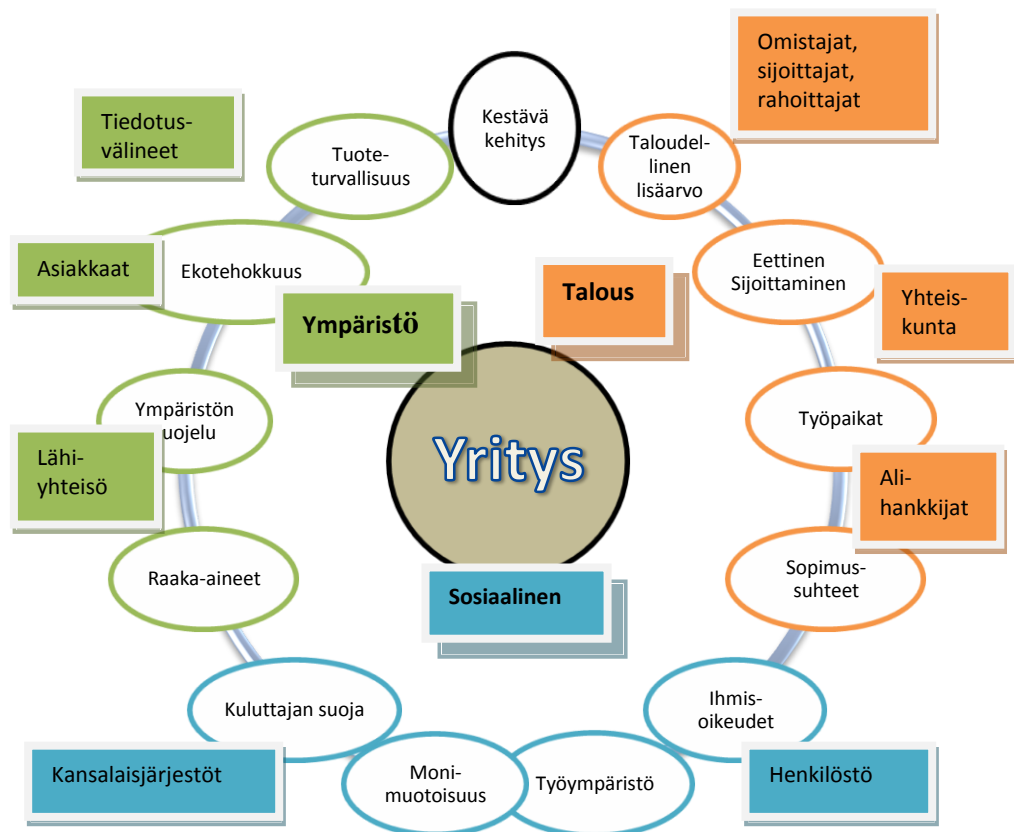 Omistajat,
sijoittajat,
rahoittajat
Kestävä
kehitys
Tiedotus-
välineet
Tuote-
turvallisuus
Taloudel-
linen
lisäarvo
Asiakkaat
Ekotehokkuus
Eettinen
Sijoittaminen
Talous
Yhteis-
kunta
Ympäristö
Ympäristön
uojelu
Työpaikat
Yritys
Lähi-
yhteisö
Ali-
hankkijat
Raaka-aineet
Sopimus-
suhteet
Sosiaalinen
Kuluttajan suoja
Ihmis-
oikeudet
Kansalaisjärjestöt
Moni-
muotoisuus
Työympäristö
Henkilöstö